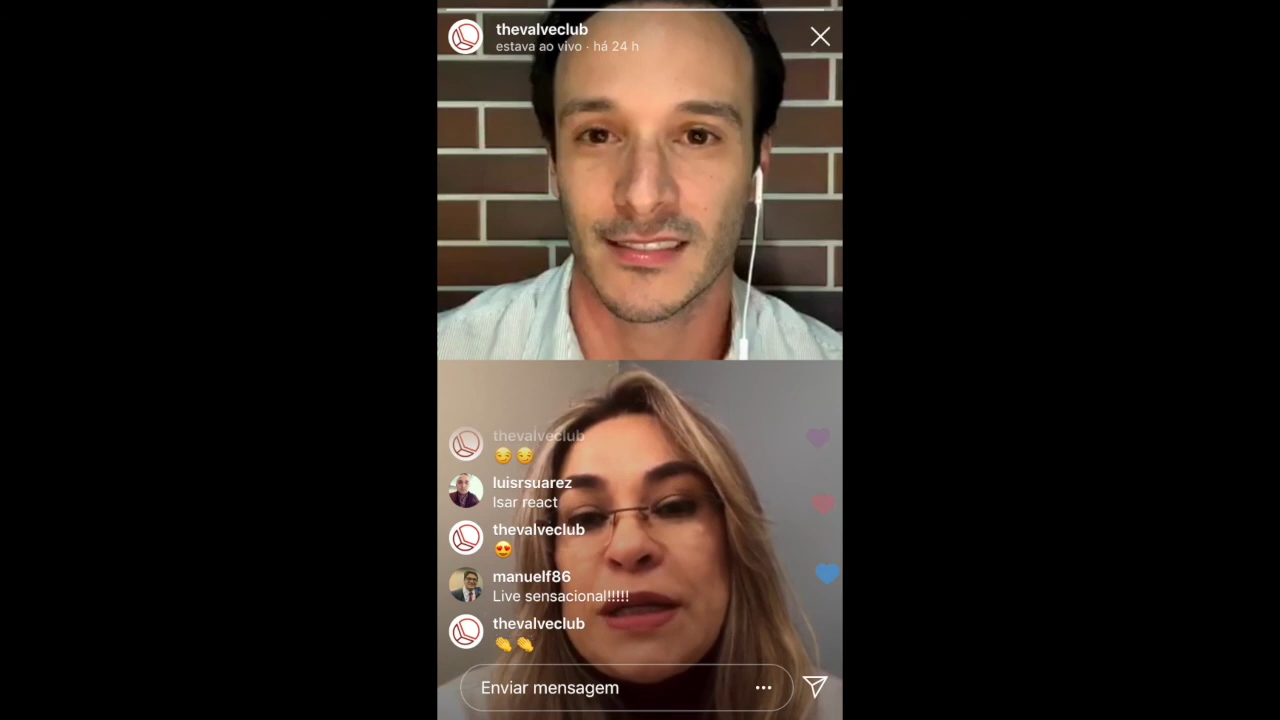 thevalveclub
estava ao vivo · há 24 h
thevalveclub
😏 😏
luisrsuarez
Isar react
thevalveclub
😍
manuelf86
Live sensacional!!!!!
thevalveclub
👏 👏
Enviar mensagem